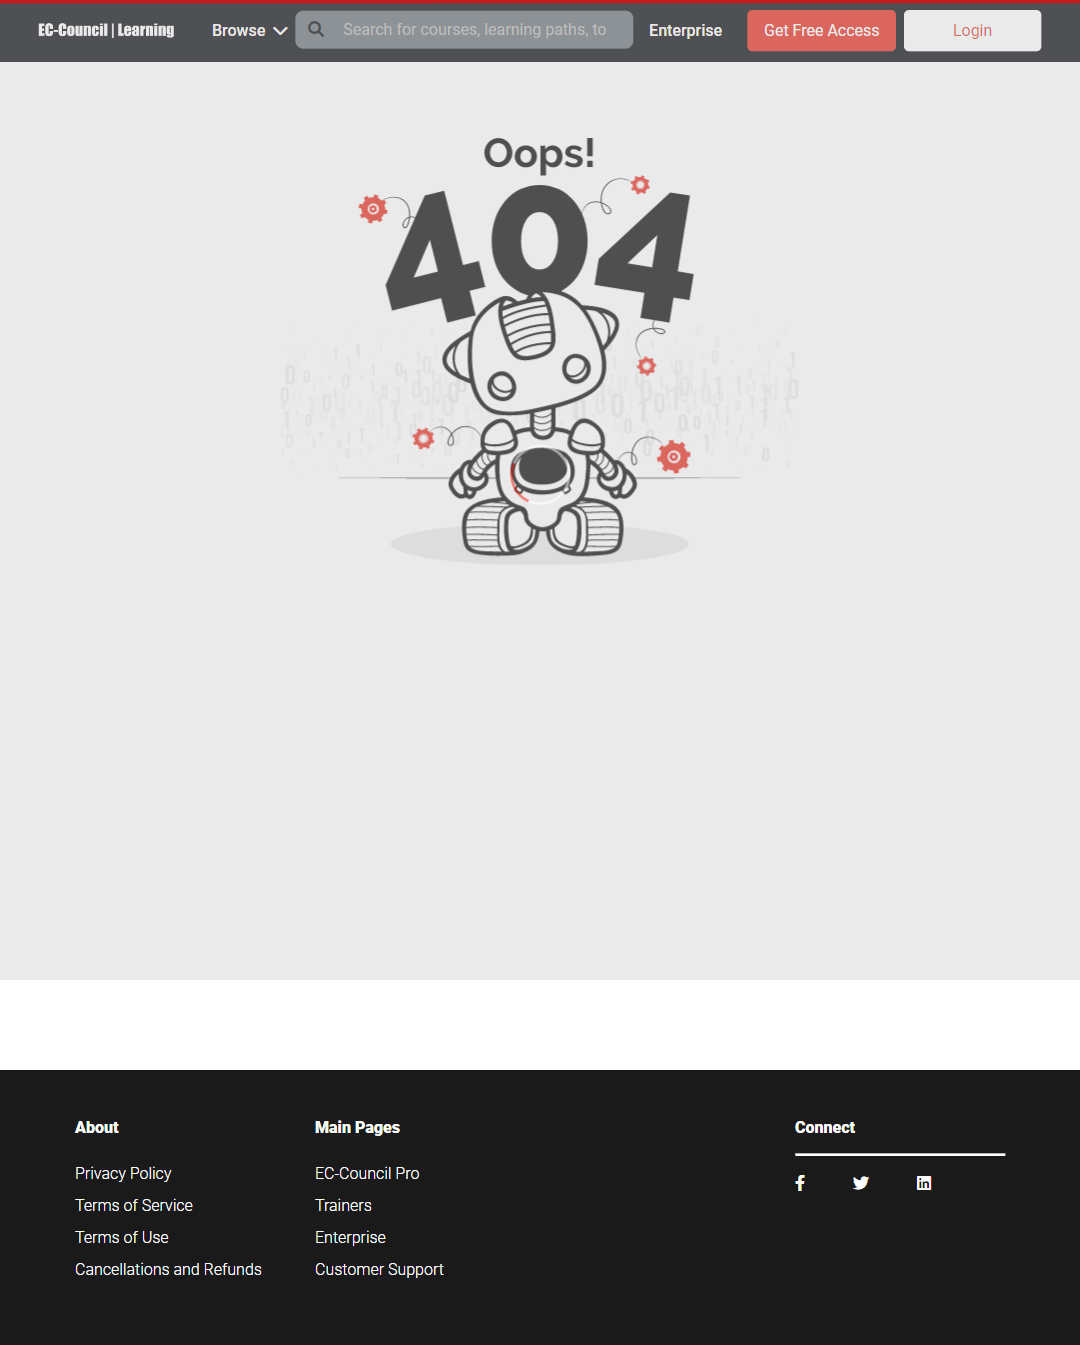 EC-Council | Learning
Browse
Search for courses, learning paths, to
Enterprise
Get Free Access
Login
Oops!
404
About
Privacy Policy
Terms of Service
Terms of Use
Cancellations and Refunds
Main Pages
EC-Council Pro
Trainers
Enterprise
Customer Support
Connect